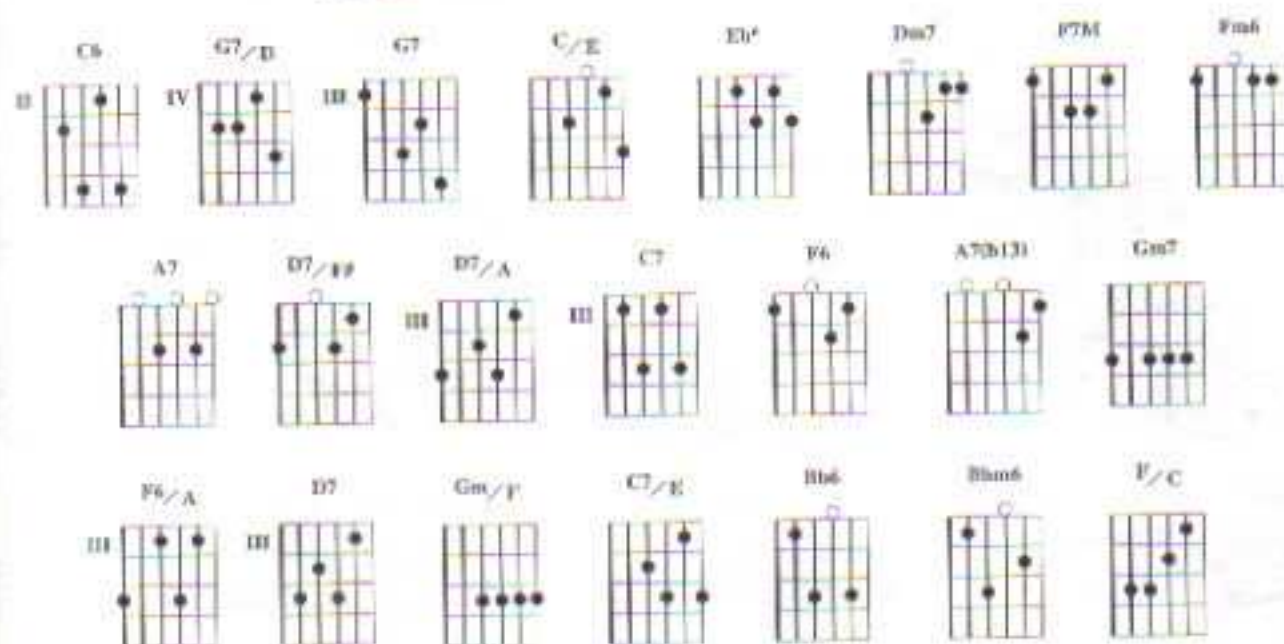 C6 G7/D G7 C/E Eb° Dm7 F7M Fm6
II IV III
A7 D7/F# D7/A C7 F6 A7(b13) Gm7
III III
F6/A D7 Gm/F C7/E Bb6 Bbm6 F/C
III III